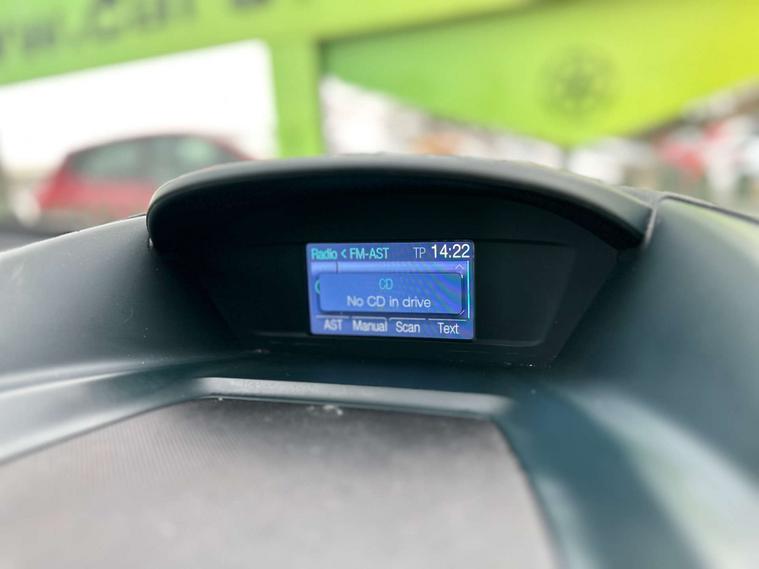 Radio < FM-AST TP 14:22
CD
No CD in drive
AST Manual Scan Text